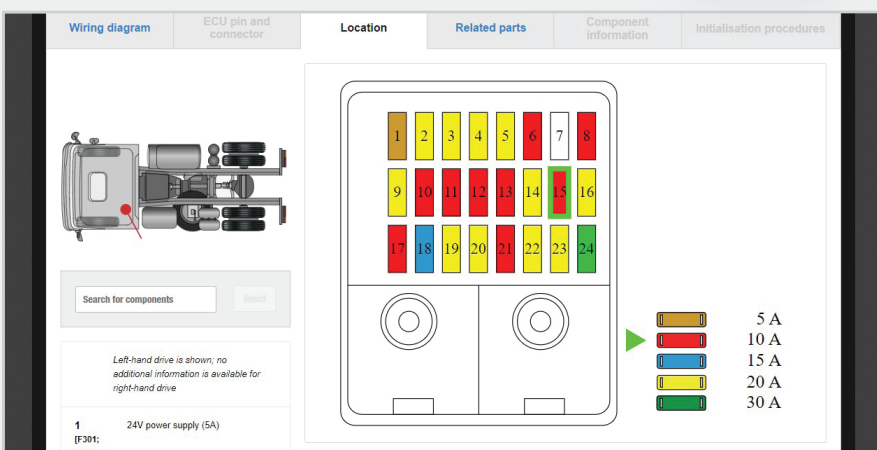 Wiring diagram
ECU pin and
connector
Location
Related parts
Component
information
Initialisation procedures
1 2 3 4 5 6 7 8
9 10 11 12 13 14 15 16
17 18 19 20 21 22 23 24
Search for components
Reset
Left-hand drive is shown; no
additional information is available for
right-hand drive
1 24V power supply (5A)
[F301;
5 A
10 A
15 A
20 A
30 A